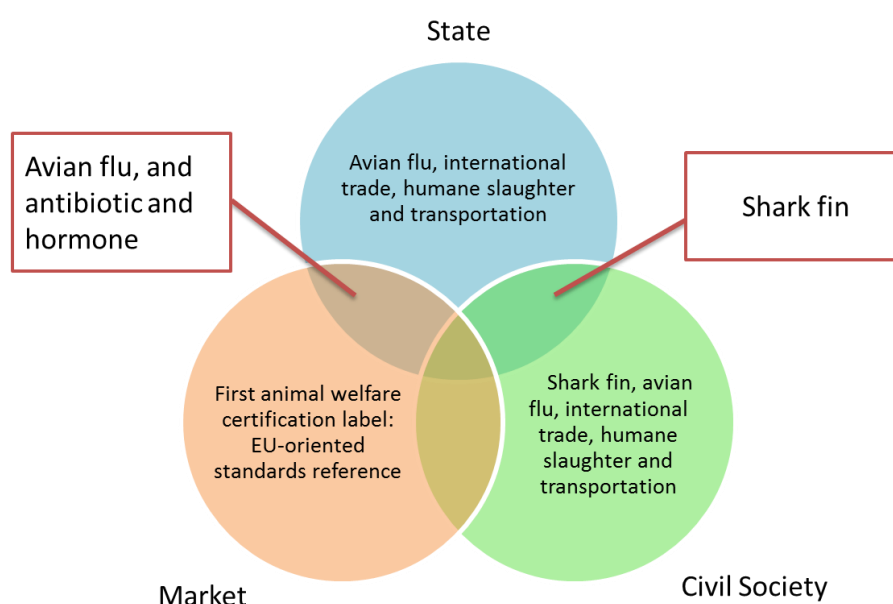 State
Avian flu, and
antibiotic and
hormone
Avian flu, international
trade, humane slaughter
and transportation
Shark fin
First animal welfare
certification label:
EU-oriented
standards reference
Shark fin, avian
flu, international
trade, humane
slaughter and
transportation
Market
Civil Society